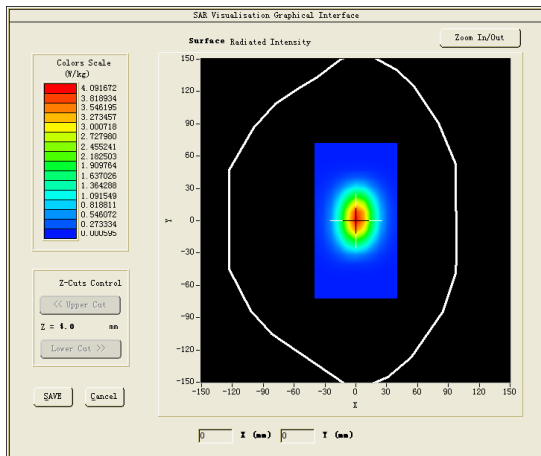 SAR Visualisation Graphical Interface
Surface Radiated Intensity
Zoom In/Out
Colors Scale
(W/kg)
4.091672
3.818934
3.546195
3.273457
3.000718
2.727980
2.455241
2.182503
1.909764
1.637026
1.364288
0.818811
0.546072
0.273334
0.000595
150
120
90
60
30
0
-30
-60
-90
-120
-150
Y
-150 -120 -90 -60 -30 0 30 60 90 120 150
X
Z-Cuts Control
<< Upper Cut
Z = 4.0 mm
Lower Cut >>
SAVE
Cancel
0 X (mm) 0 Y (mm)